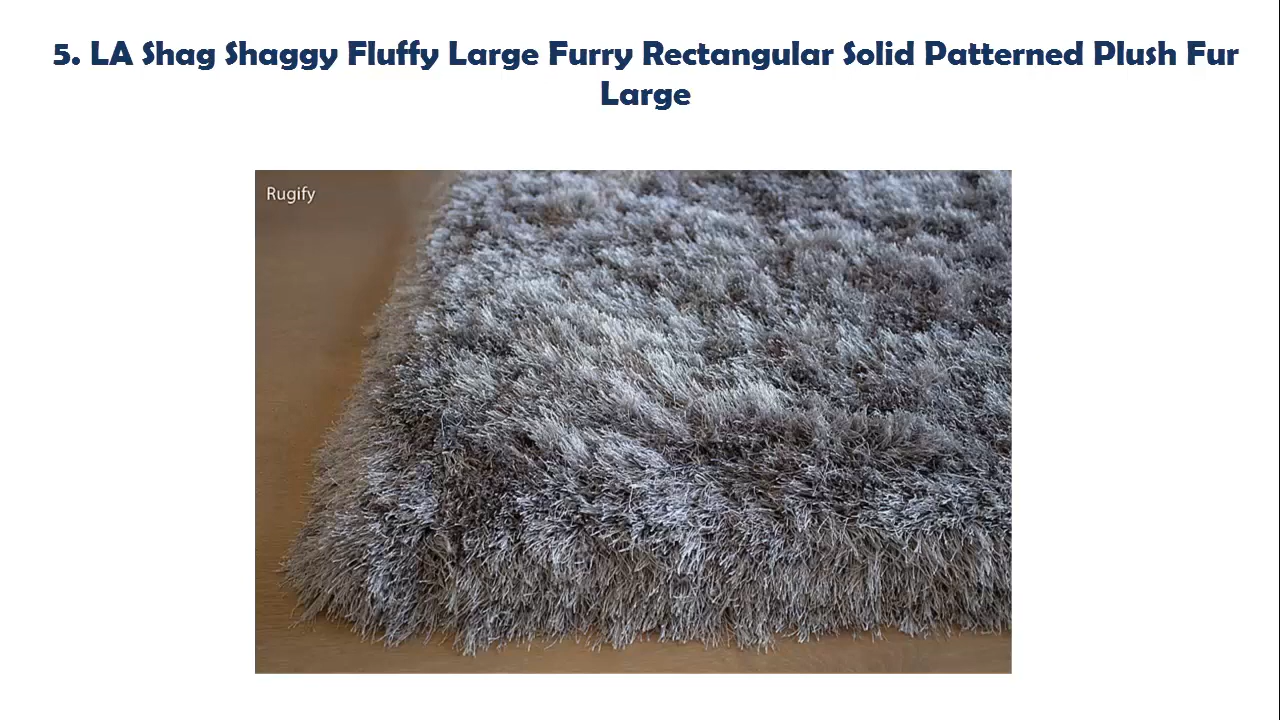 5. LA Shag Shaggy Fluffy Large Furry Rectangular Solid Patterned Plush Fur
Large
Rugify